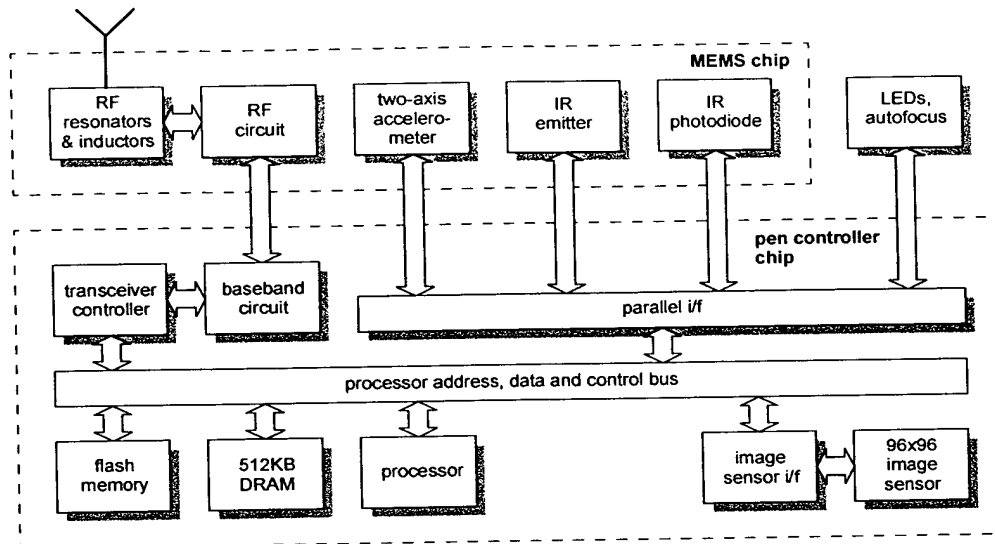 MEMS chip
RF
resonators
& inductors
RF
circuit
two-axis
accelero-
meter
IR
emitter
IR
photodiode
LEDs,
autofocus
pen controller
chip
transceiver
controller
baseband
circuit
parallel i/f
processor address, data and control bus
flash
memory
512KB
DRAM
processor
image
sensor i/f
96x96
image
sensor